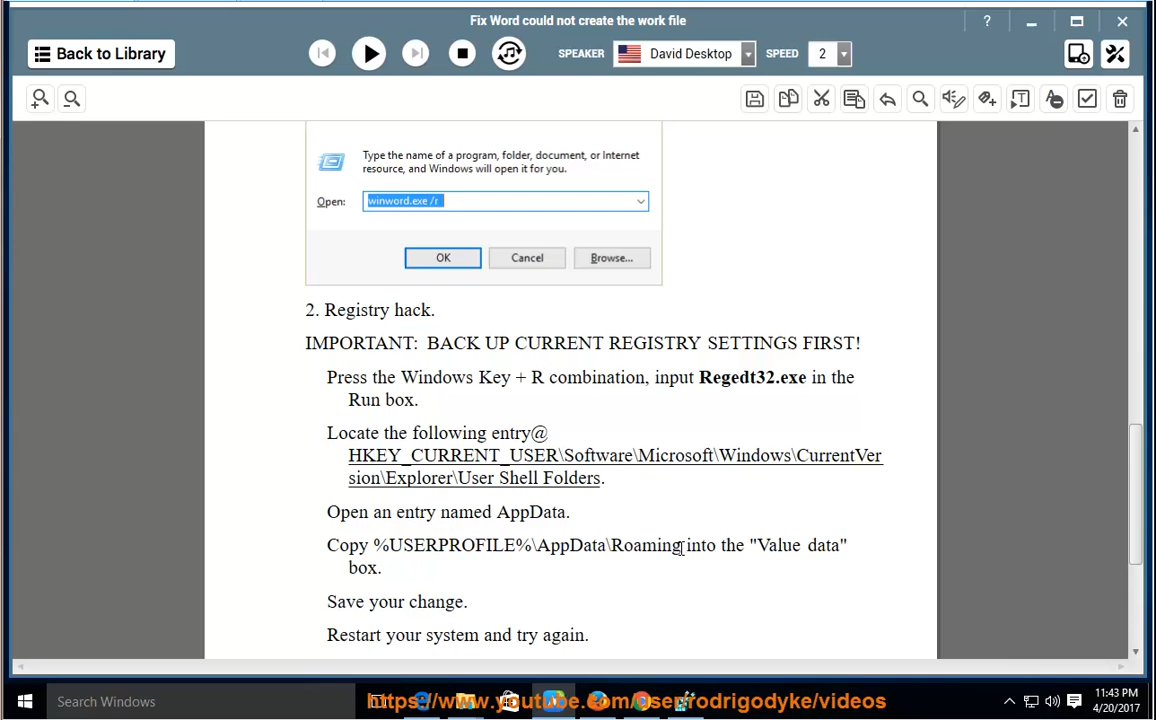 Fix Word could not create the work file
?
Back to Library
SPEAKER
David Desktop
SPEED
2
Type the name of a program, folder, document, or Internet
resource, and Windows will open it for you.
Open:
winword.exe /r
OK
Cancel
Browse...
2. Registry hack.
IMPORTANT: BACK UP CURRENT REGISTRY SETTINGS FIRST!
Press the Windows Key + R combination, input Regedt32.exe in the
Run box.
Locate the following entry@
HKEY_CURRENT_USER\Software\Microsoft\Windows\CurrentVer
sion\Explorer\User Shell Folders.
Open an entry named AppData.
Copy %USERPROFILE%\AppData\Roaming into the "Value data"
box.
Save your change.
Restart your system and try again.
Search Windows
https://www.youtube.com/user/rodrigodyke/videos
11:43 PM
4/20/2017